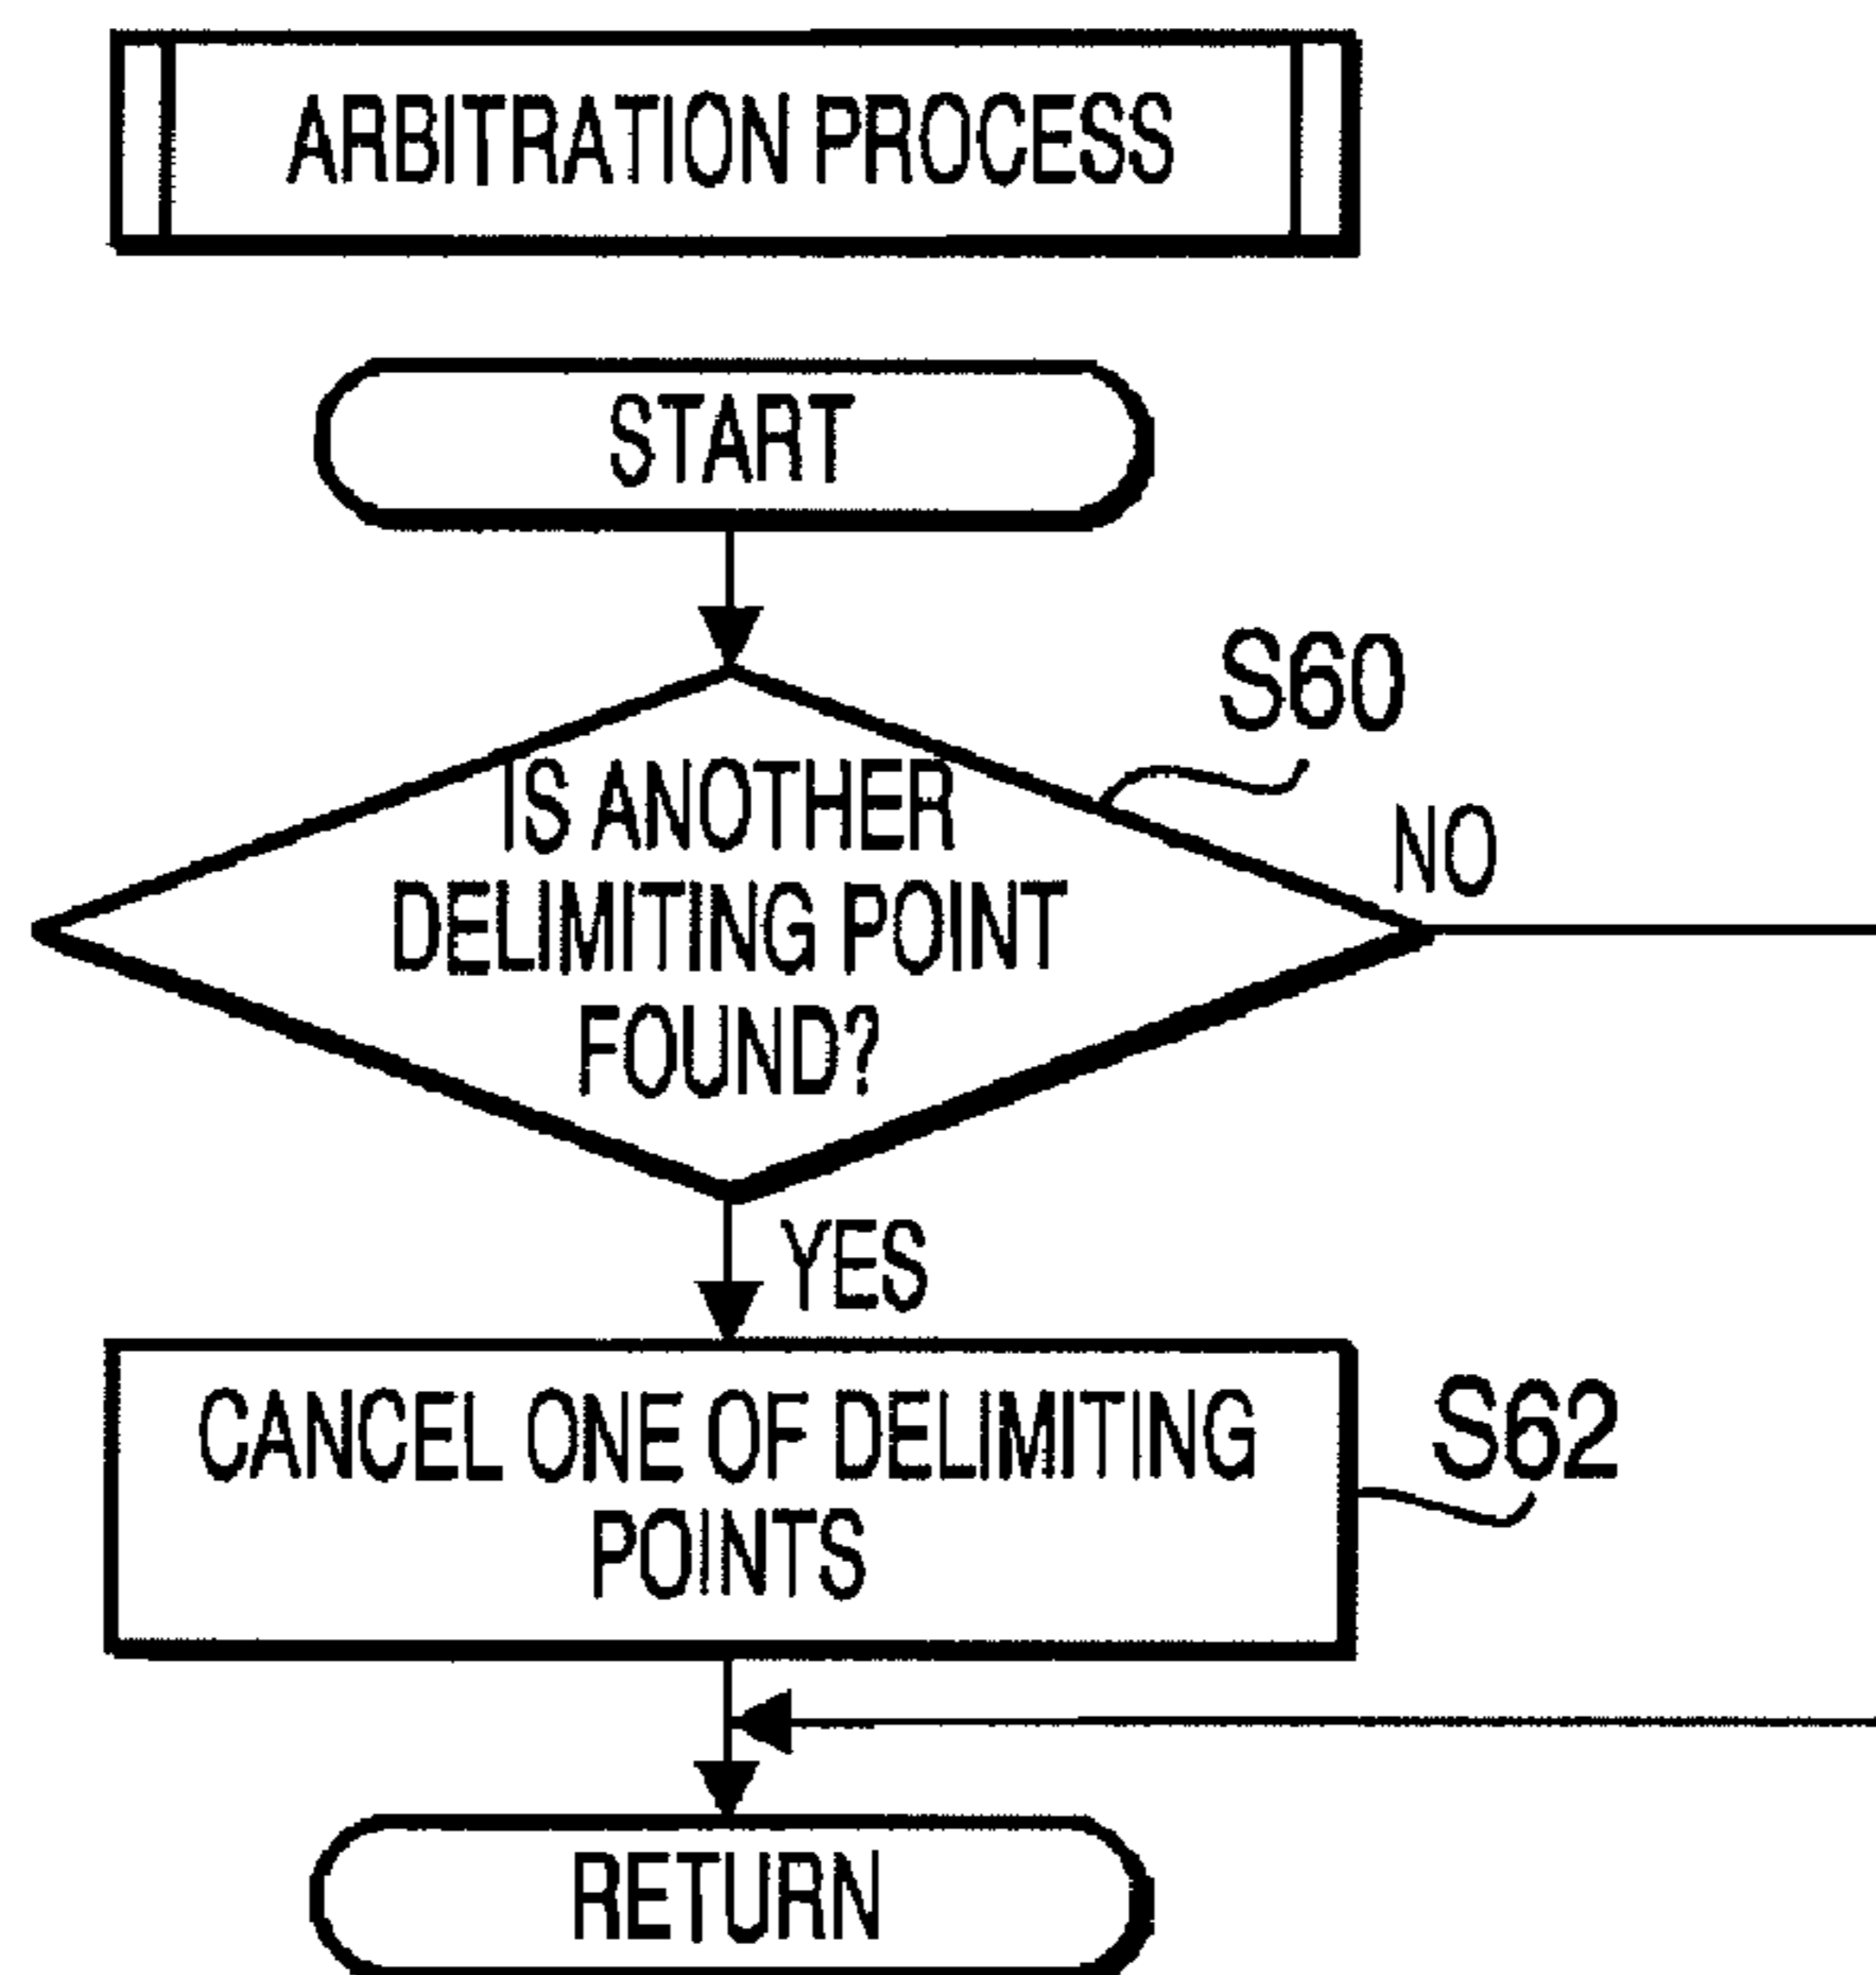 ARBITRATION PROCESS
START
S60
IS ANOTHER
DELIMITING POINT
FOUND?
NO
YES
CANCEL ONE OF DELIMITING
POINTS
S62
RETURN